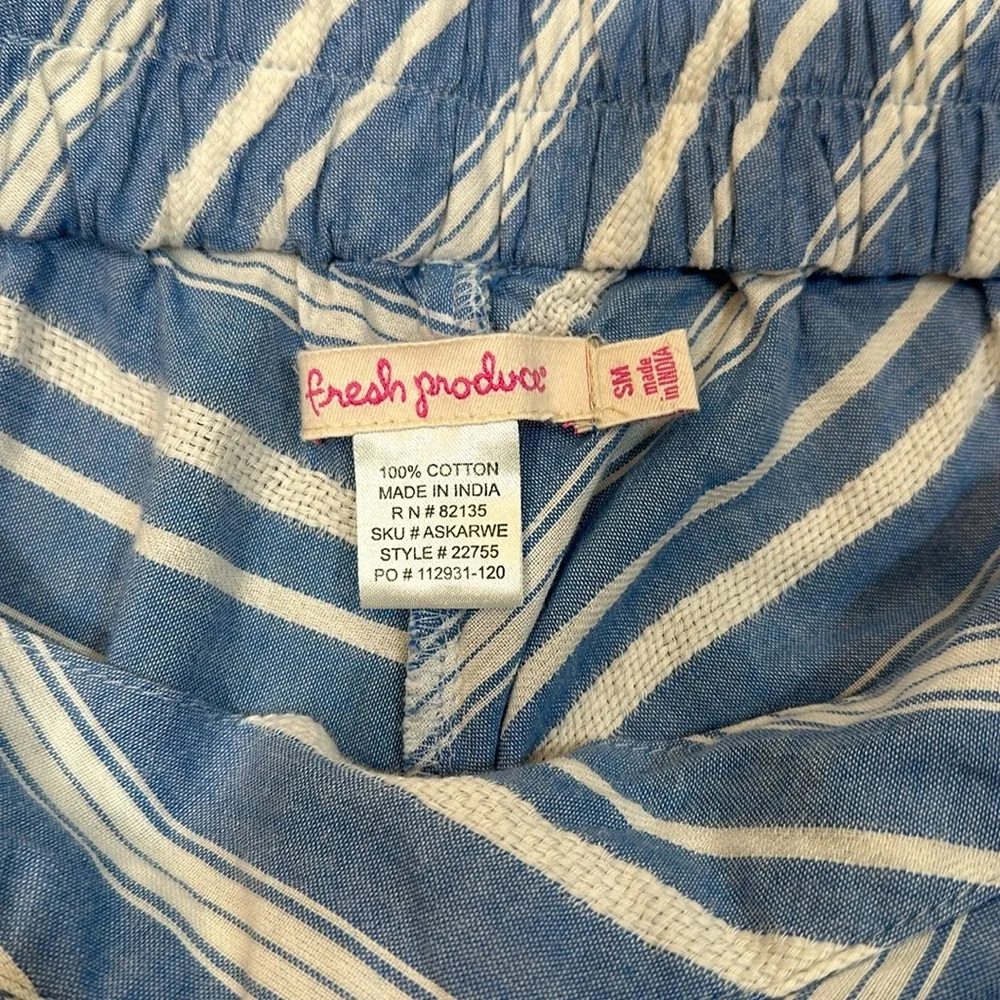 fresh produce®
SM
made
in INDIA
100% COTTON
MADE IN INDIA
R N # 82135
SKU # ASKARWE
STYLE # 22755
PO # 112931-120